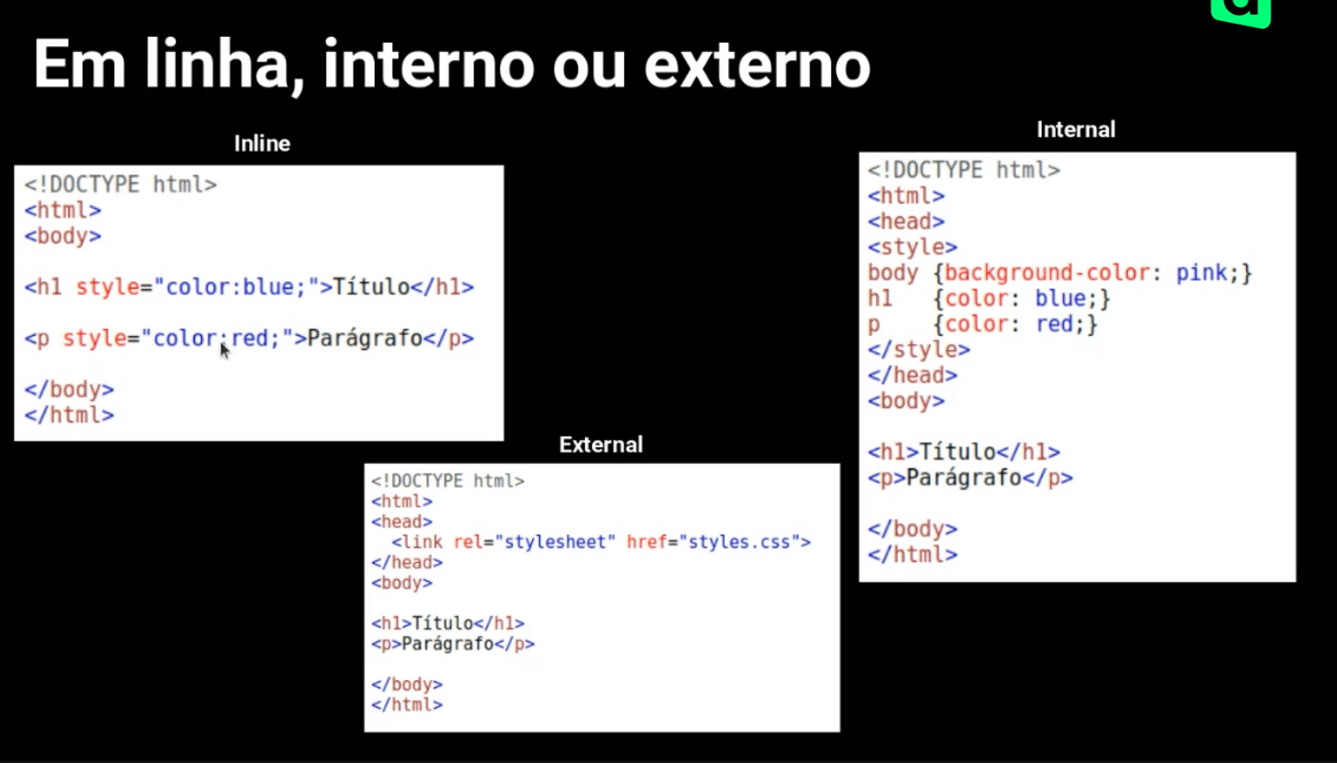 Em linha, interno ou externo
Inline
<!DOCTYPE html>
<html>
<body>
<h1 style="color:blue;">Título</h1>
<p style="color:red;">Parágrafo</p>
</body>
</html>
External
<!DOCTYPE html>
<html>
<head>
  <link rel="stylesheet" href="styles.css">
</head>
<body>
<h1>Título</h1>
<p>Parágrafo</p>
</body>
</html>
Internal
<!DOCTYPE html>
<html>
<head>
<style>
body {background-color: pink;}
h1   {color: blue;}
p    {color: red;}
</style>
</head>
<body>
<h1>Título</h1>
<p>Parágrafo</p>
</body>
</html>